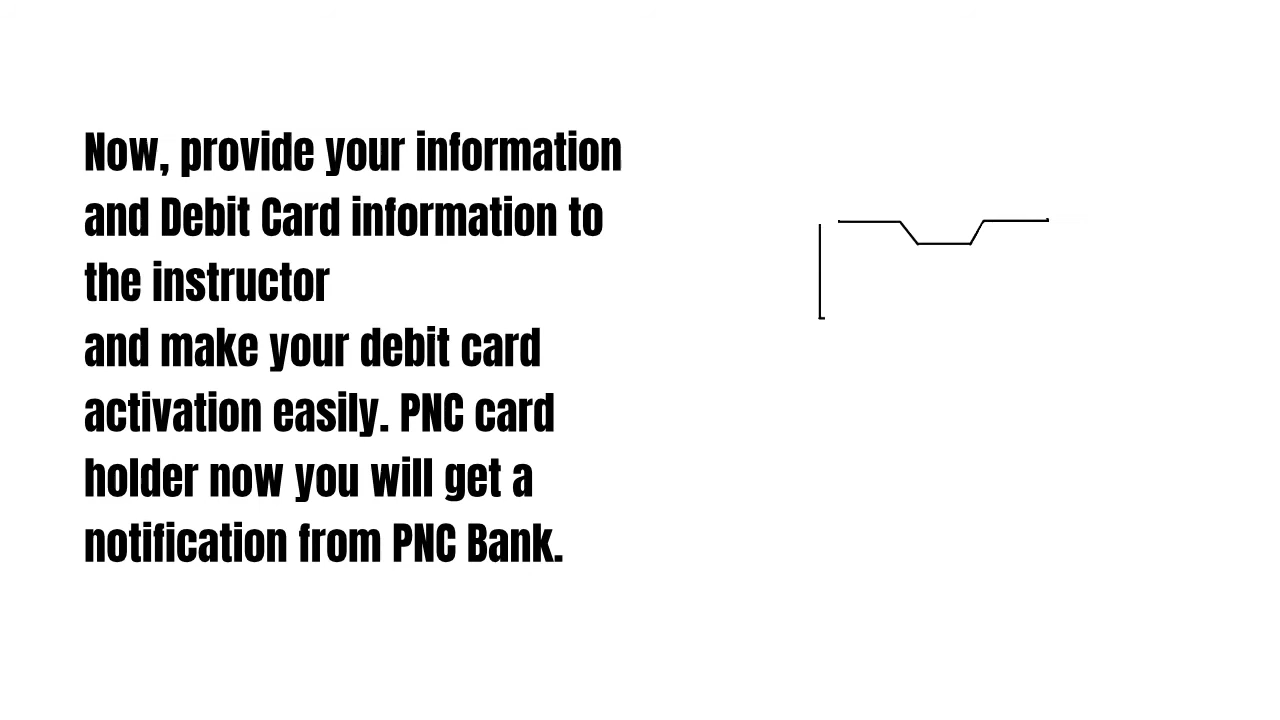 Now, provide your information
and Debit Card information to
the instructor
and make your debit card
activation easily. PNC card
holder now you will get a
notification from PNC Bank.